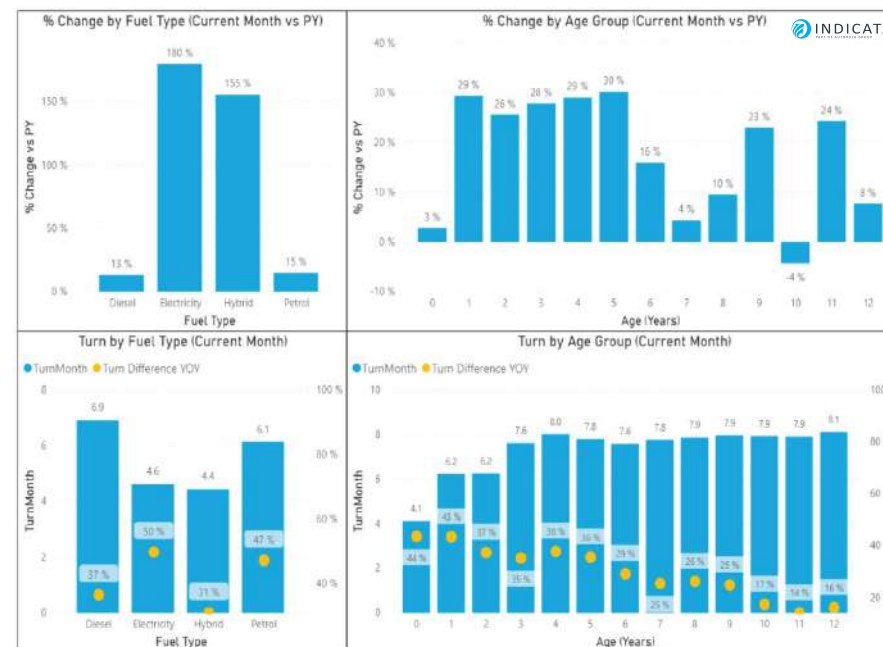 % Change by Fuel Type (Current Month vs PY)
180 %
155 %
150 %
100 %
50 %
15 %
13 %
0 %
Diesel Electricity Hybrid Petrol
Fuel Type
% Change vs PY
% Change by Age Group (Current Month vs PY)
INDICATA
40 %
30 %
20 %
10 %
0 %
-10 %
3 % 29 % 26 % 28 % 29 % 30 % 16 % 4 % 10 % 23 % -4 % 24 % 8 %
0 1 2 3 4 5 6 7 8 9 10 11 12
Age (Years)
% Change vs PY
Turn by Fuel Type (Current Month)
TurnMonth Turn Difference YOY
8
6
4
2
0
100 %
80 %
60 %
40 %
6.9 4.6 4.4 6.1
37 % 50 % 31 % 47 %
Diesel Electricity Hybrid Petrol
Fuel Type
TurnMonth
Turn by Age Group (Current Month)
TurnMonth Turn Difference YOY
10
8
6
4
2
0
80
60
40
20
4.1 6.2 6.2 7.6 8.0 7.8 7.6 7.8 7.9 7.9 7.9 7.9 8.1
44 % 43 % 37 % 35 % 38 % 36 % 29 % 25 % 26 % 25 % 17 % 14 % 16 %
0 1 2 3 4 5 6 7 8 9 10 11 12
Age (Years)